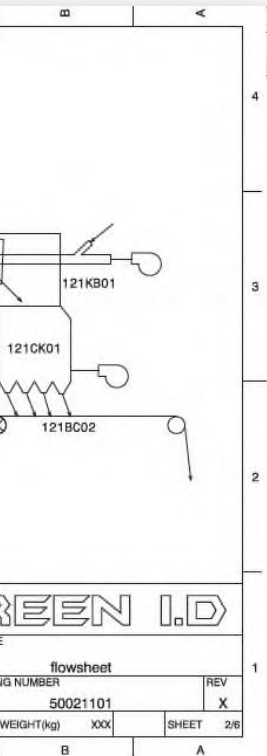 B A
4
121KB01
3
121CK01
121BC02
2
REEN I.D
E
flowsheet
1
NG NUMBER REV
50021101 X
WEIGHT(kg) XXX SHEET 2/6
B A